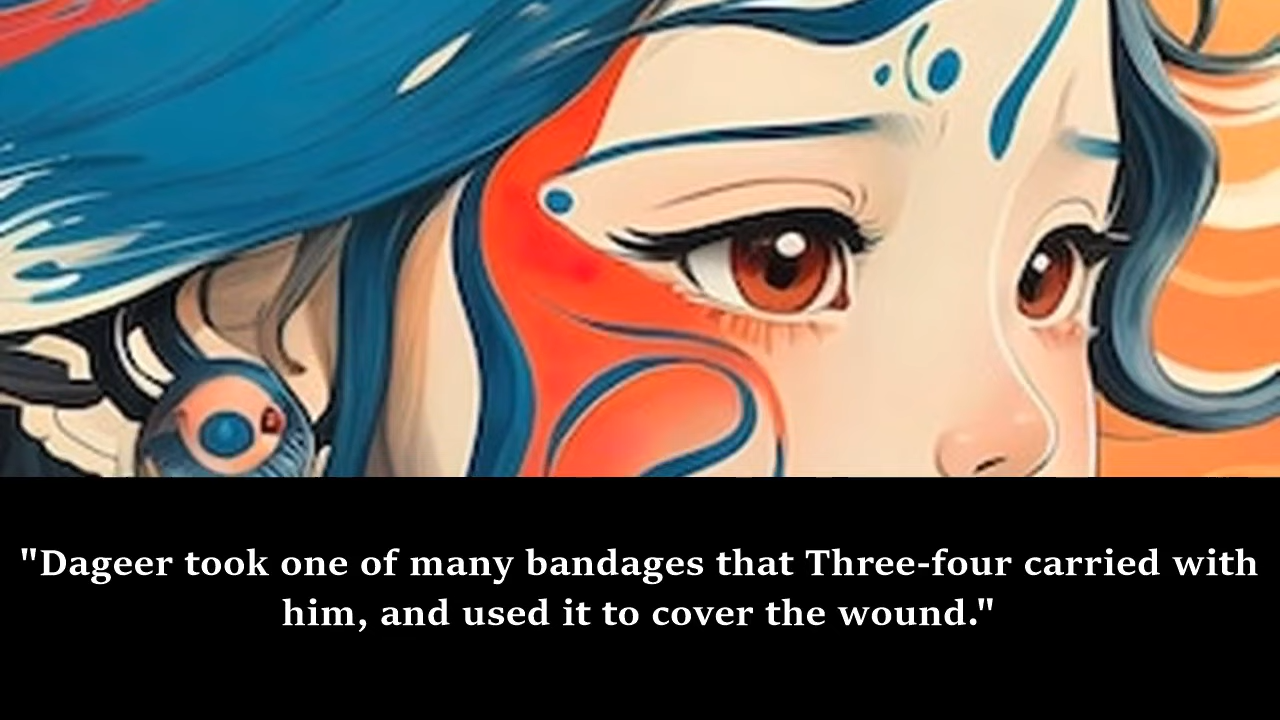 "Dageer took one of many bandages that Three-four carried with
him, and used it to cover the wound."